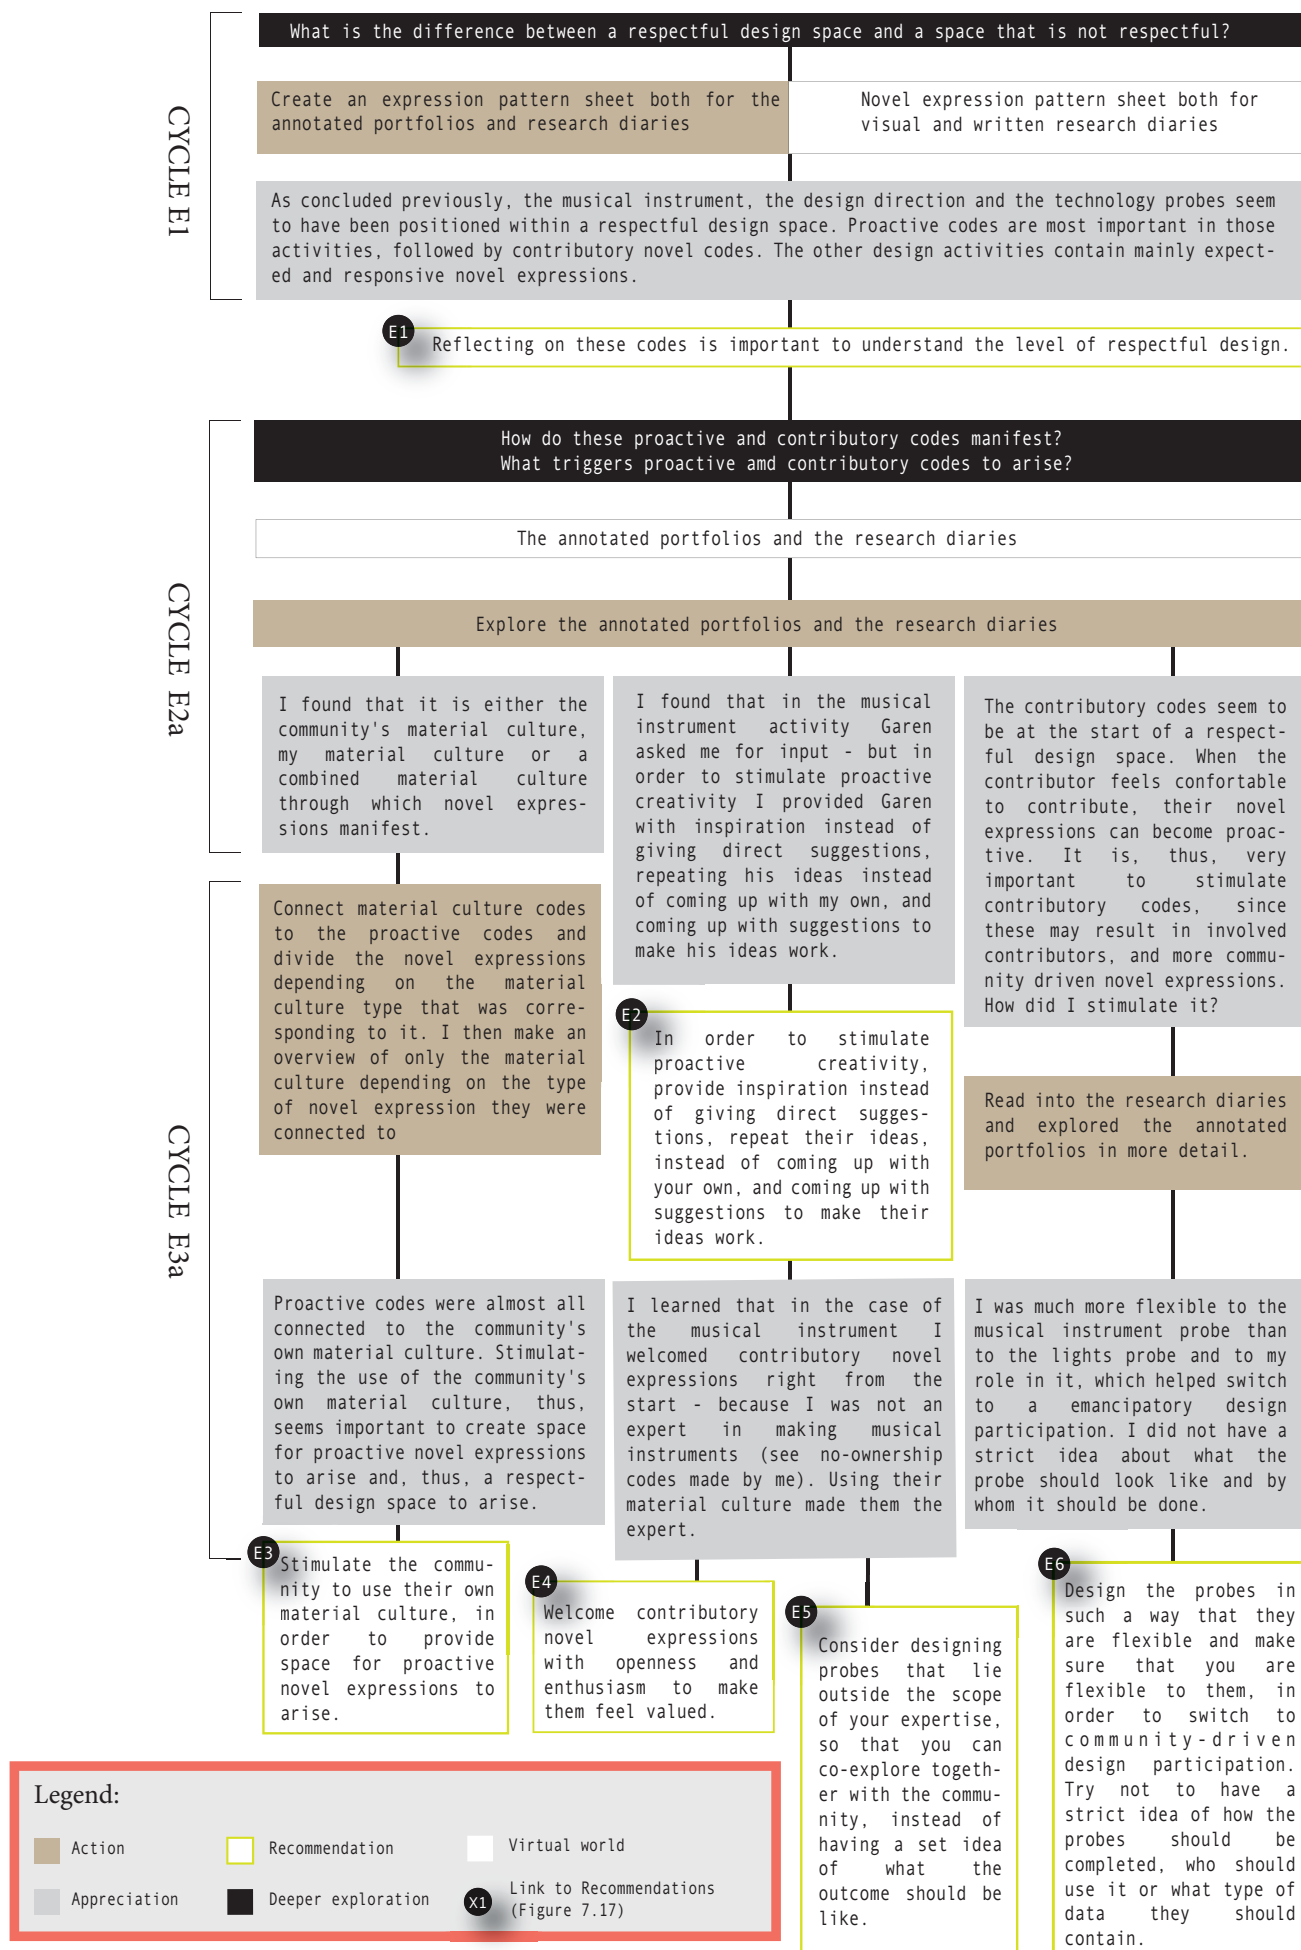 What is the difference between a respectful design space and a space that is not respectful?
CYCLE E1
Create an expression pattern sheet both for the
annotated portfolios and research diaries
Novel expression pattern sheet both for
visual and written research diaries
As concluded previously, the musical instrument, the design direction and the technology probes seem
to have been positioned within a respectful design space. Proactive codes are most important in those
activities, followed by contributory novel codes. The other design activities contain mainly expect-
ed and responsive novel expressions.
E1
Reflecting on these codes is important to understand the level of respectful design.
How do these proactive and contributory codes manifest?
What triggers proactive amd contributory codes to arise?
CYCLE E2a
The annotated portfolios and the research diaries
Explore the annotated portfolios and the research diaries
I found that it is either the
community's material culture,
my material culture or a
combined material culture
through which novel expres-
sions manifest.
I found that in the musical
instrument activity Garen
asked me for input - but in
order to stimulate proactive
creativity I provided Garen
with inspiration instead of
giving direct suggestions,
repeating his ideas instead
of coming up with my own, and
coming up with suggestions to
make his ideas work.
The contributory codes seem to
be at the start of a respect-
ful design space. When the
contributor feels confortable
to contribute, their novel
expressions can become proac-
tive. It is, thus, very
important to stimulate
contributory codes, since
these may result in involved
contributors, and more commu-
nity driven novel expressions.
How did I stimulate it?
CYCLE E3a
Connect material culture codes
to the proactive codes and
divide the novel expressions
depending on the material
culture type that was corre-
sponding to it. I then make an
overview of only the material
culture depending on the type
of novel expression they were
connected to
E2
In order to stimulate
proactive creativity,
provide inspiration instead
of giving direct sugges-
tions, repeat their ideas,
instead of coming up with
your own, and coming up with
suggestions to make their
ideas work.
Read into the research diaries
and explored the annotated
portfolios in more detail.
Proactive codes were almost all
connected to the community's
own material culture. Stimulat-
ing the use of the community's
own material culture, thus,
seems important to create space
for proactive novel expressions
to arise and, thus, a respect-
ful design space to arise.
I learned that in the case of
the musical instrument I
welcomed contributory novel
expressions right from the
start - because I was not an
expert in making musical
instruments (see no-ownership
codes made by me). Using their
material culture made them the
expert.
I was much more flexible to the
musical instrument probe than
to the lights probe and to my
role in it, which helped switch
to a emancipatory design
participation. I did not have a
strict idea about what the
probe should look like and by
whom it should be done.
E3
Stimulate the commu-
nity to use their own
material culture, in
order to provide
space for proactive
novel expressions to
arise.
E4
Welcome contributory
novel expressions
with openness and
enthusiasm to make
them feel valued.
E5
Consider designing
probes that lie
outside the scope
of your expertise,
so that you can
co-explore togeth-
er with the commu-
nity, instead of
having a set idea
of what the
outcome should be
like.
E6
Design the probes in
such a way that they
are flexible and make
sure that you are
flexible to them, in
order to switch to
community-driven
design participation.
Try not to have a
strict idea of how the
probes should be
completed, who should
use it or what type of
data they should
contain.
Legend:
Action
Recommendation
Virtual world
Appreciation
Deeper exploration
X1
Link to Recommendations
(Figure 7.17)